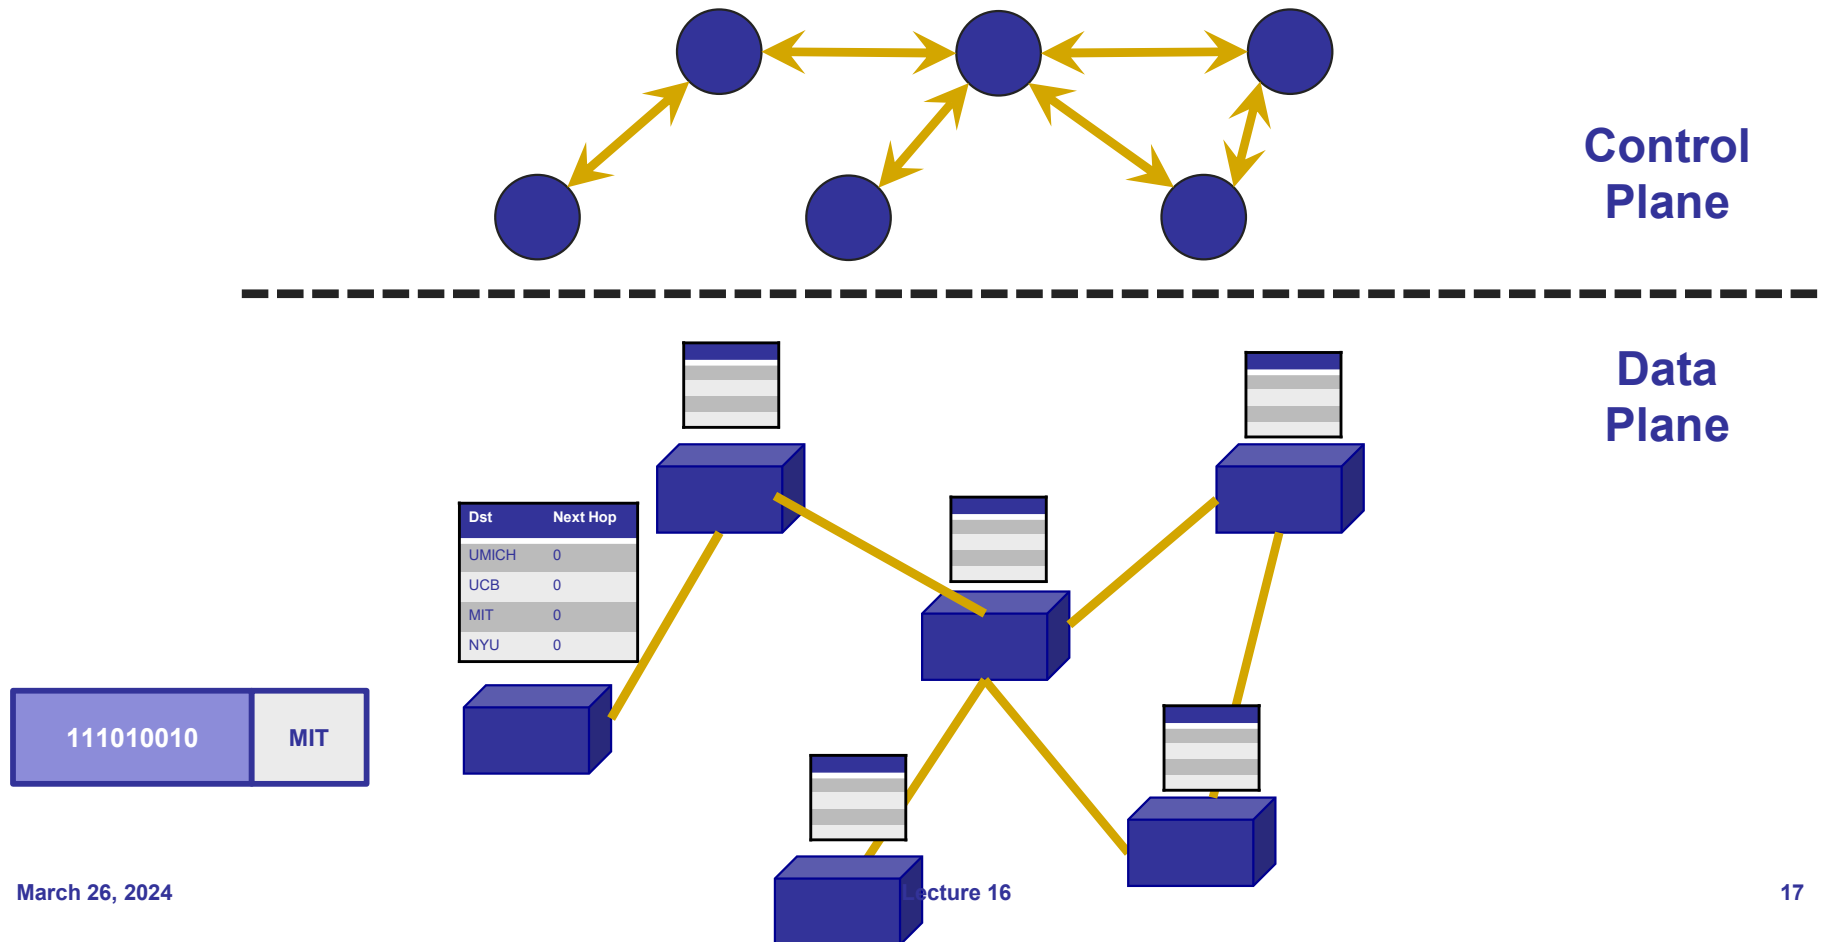 Control
Plane
Data
Plane
Dst Next Hop
UMICH 0
UCB 0
MIT 0
NYU 0
111010010 MIT
March 26, 2024 Lecture 16 17